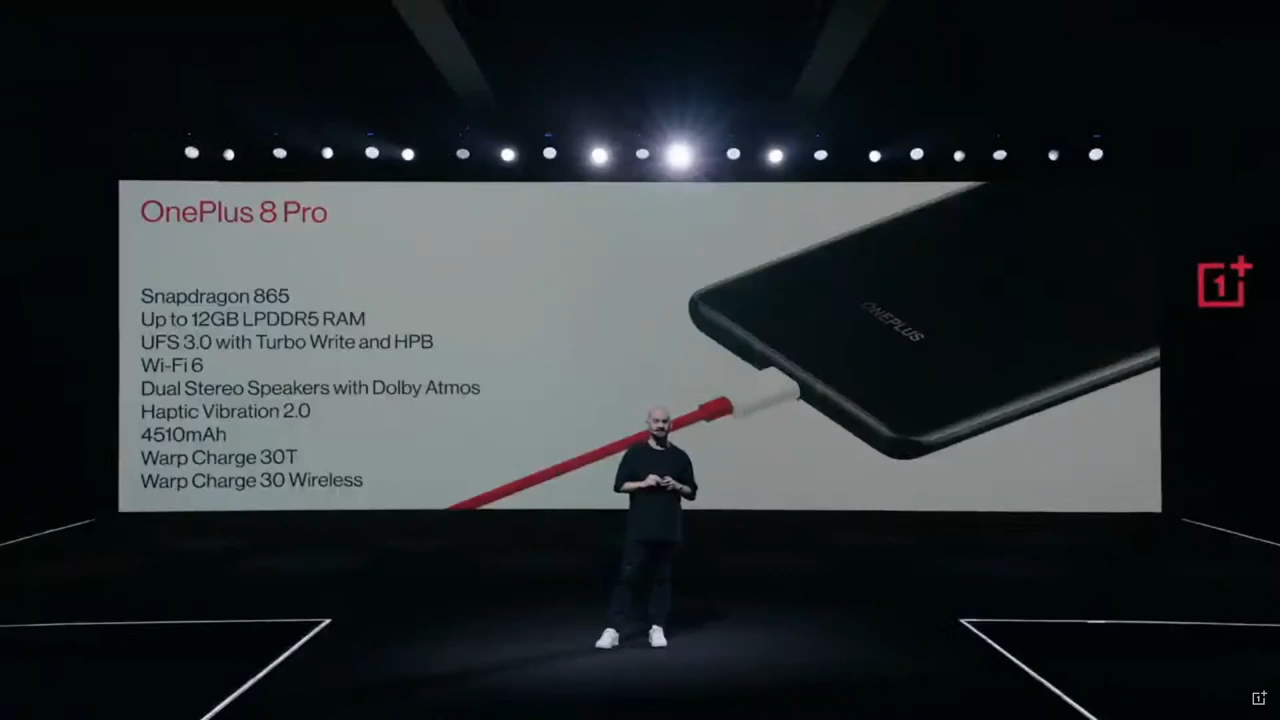 OnePlus 8 Pro
Snapdragon 865
Up to 12GB LPDDR5 RAM
UFS 3.0 with Turbo Write and HPB
Wi-Fi 6
Dual Stereo Speakers with Dolby Atmos
Haptic Vibration 2.0
4510mAh
Warp Charge 30T
Warp Charge 30 Wireless
ONEPLUS
1+
1+